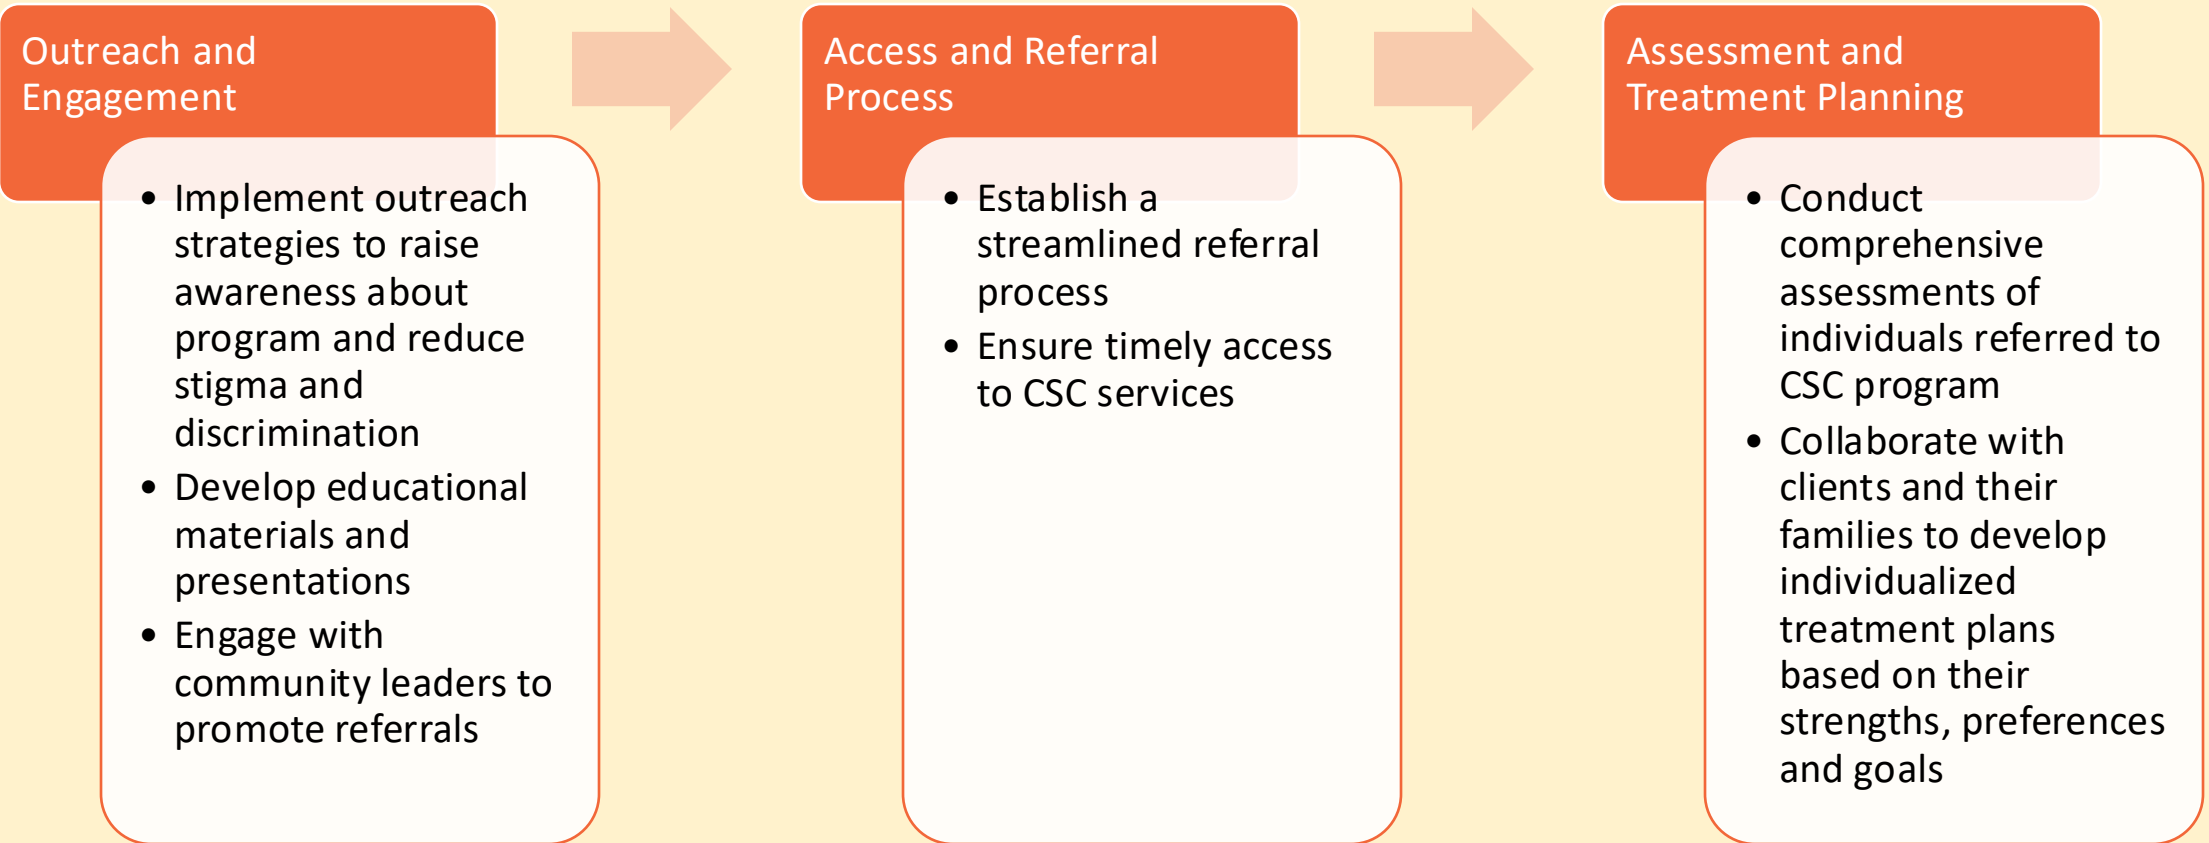 Outreach and
Engagement
• Implement outreach
strategies to raise
awareness about
program and reduce
stigma and
discrimination
• Develop educational
materials and
presentations
• Engage with
community leaders to
promote referrals
Access and Referral
Process
• Establish a
streamlined referral
process
• Ensure timely access
to CSC services
Assessment and
Treatment Planning
• Conduct
comprehensive
assessments of
individuals referred to
CSC program
• Collaborate with
clients and their
families to develop
individualized
treatment plans
based on their
strengths, preferences
and goals